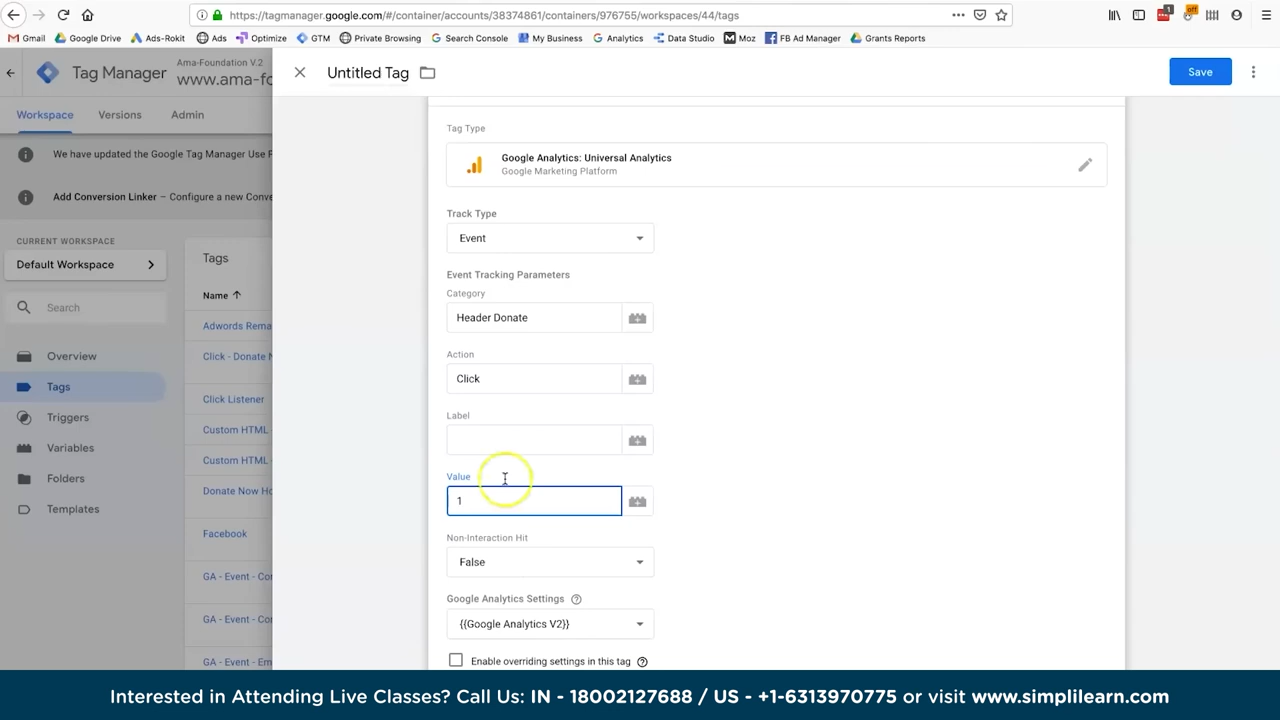 https://tagmanager.google.com/#/container/accounts/38374861/containers/976755/workspaces/44/tags
1
off
Gmail Google Drive Ads-Rokit Ads Optimize GTM Private Browsing Search Console My Business Analytics Data Studio Moz FB Ad Manager Grants Reports
Ama-Foundation V.2
Tag Manager
www.ama-fo
Untitled Tag
Save
Workspace Versions Admin
We have updated the Google Tag Manager Use
Add Conversion Linker – Configure a new Conve
CURRENT WORKSPACE
Default Workspace
Search
Overview
Tags
Triggers
Variables
Folders
Templates
Tags
Name
Adwords Rema
Click - Donate N
Click Listener
Custom HTML
Custom HTML
Donate Now Ho
Facebook
GA - Event - Cor
GA - Event - Cor
GA - Event - Em
Tag Type
Google Analytics: Universal Analytics
Google Marketing Platform
Track Type
Event
Event Tracking Parameters
Category
Header Donate
Action
Click
Label
Value
1
Non-Interaction Hit
False
Google Analytics Settings
{{Google Analytics V2}}
Enable overriding settings in this tag
Interested in Attending Live Classes? Call Us: IN - 18002127688 / US - +1-6313970775 or visit www.simplilearn.com